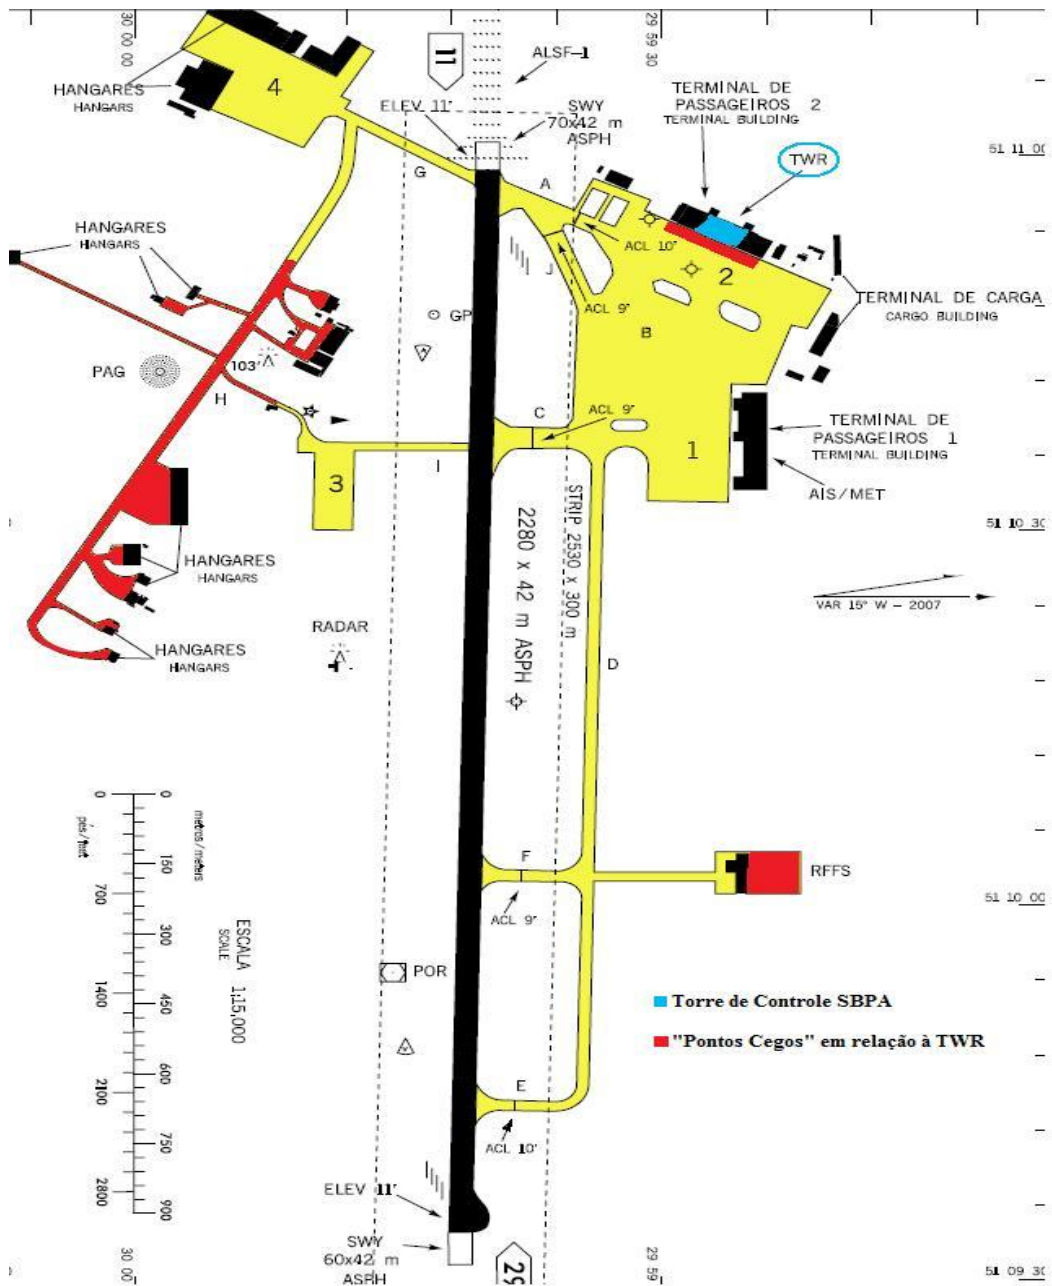 30 00 00
29 59 30
11
ALSF-1
HANGARES
HANGARS
4
ELEV 11'
SWY
70x42 m
ASPH
TERMINAL DE
PASSAGEIROS 2
TERMINAL BUILDING
TWR
51 11 00
G
A
HANGARES
HANGARS
ACL 10'
J
2
ACL 9'
TERMINAL DE CARGA
CARGO BUILDING
GP
B
PAG
103'
H
C
ACL 9'
I
3
1
TERMINAL DE
PASSAGEIROS 1
TERMINAL BUILDING
AIS/MET
2280 x 42 m ASPH
STRIP 2530 x 300 m
51 10 30
HANGARES
HANGARS
VAR 15° W - 2007
RADAR
HANGARES
HANGARS
D
0
0
pés/feet
metros/meters
150
700
300
1400
450
600
2100
750
2800
900
ESCALA 1:15,000
SCALE
F
RFFS
ACL 9'
51 10 00
POR
Torre de Controle SBPA
"Pontos Cegos" em relação à TWR
E
ACL 10'
ELEV 11'
SWY
60x42 m
ASPH
30 00
29
29 59
51 09 30